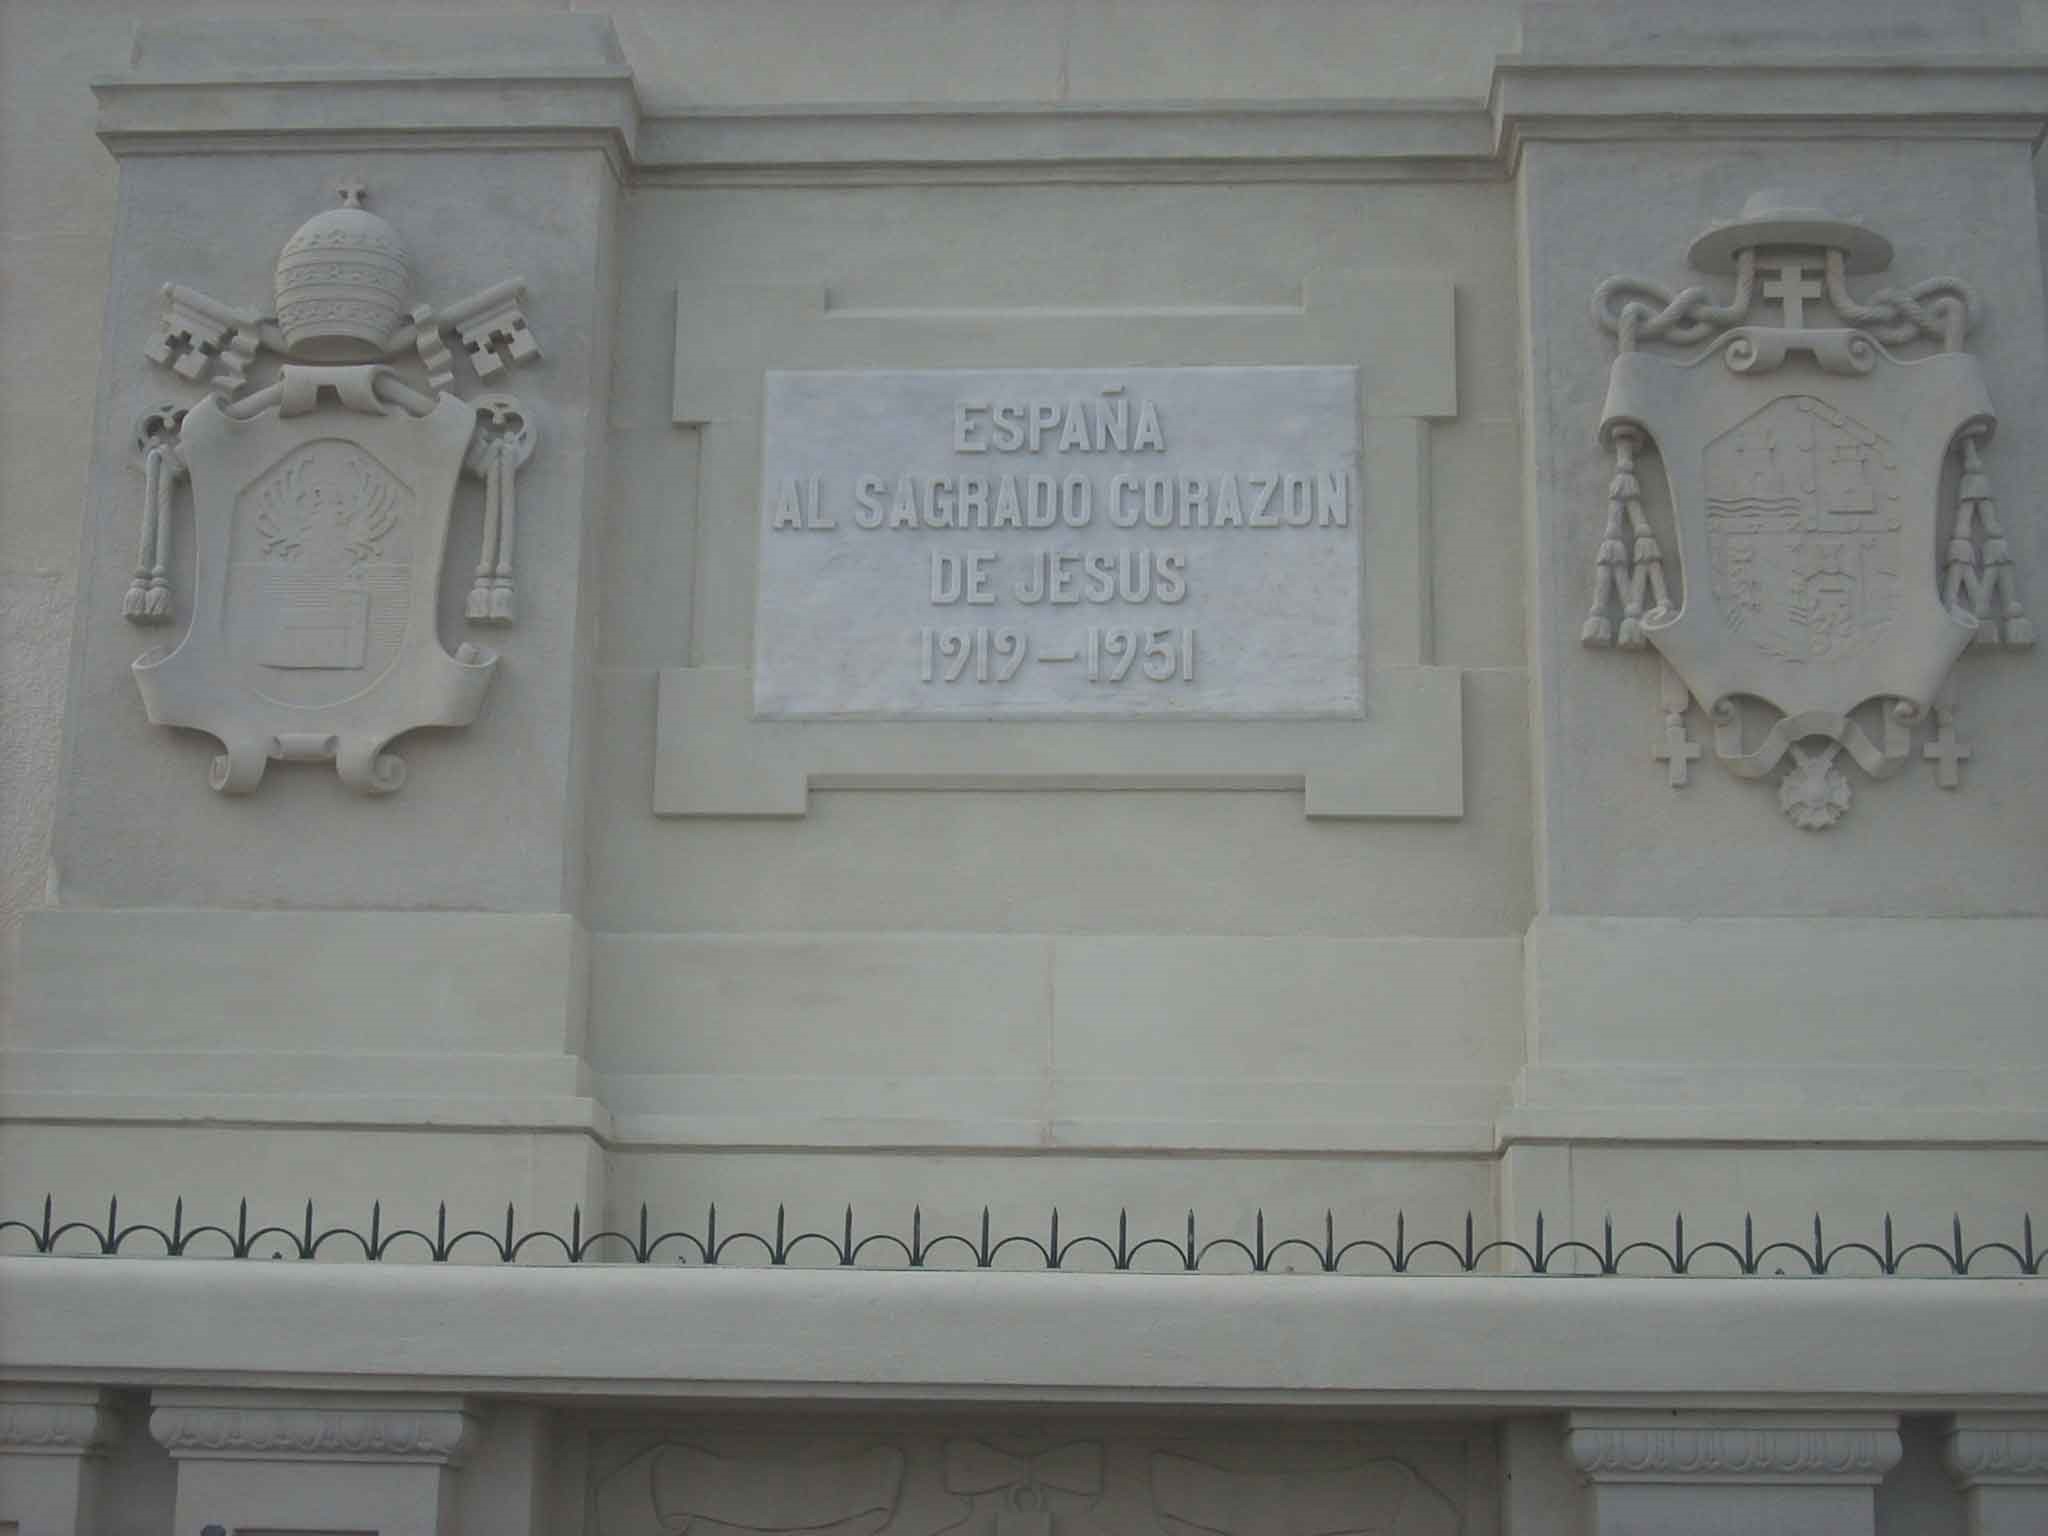 ESPAÑA
AL SAGRADO CORAZON
DE JESUS
1919-1951